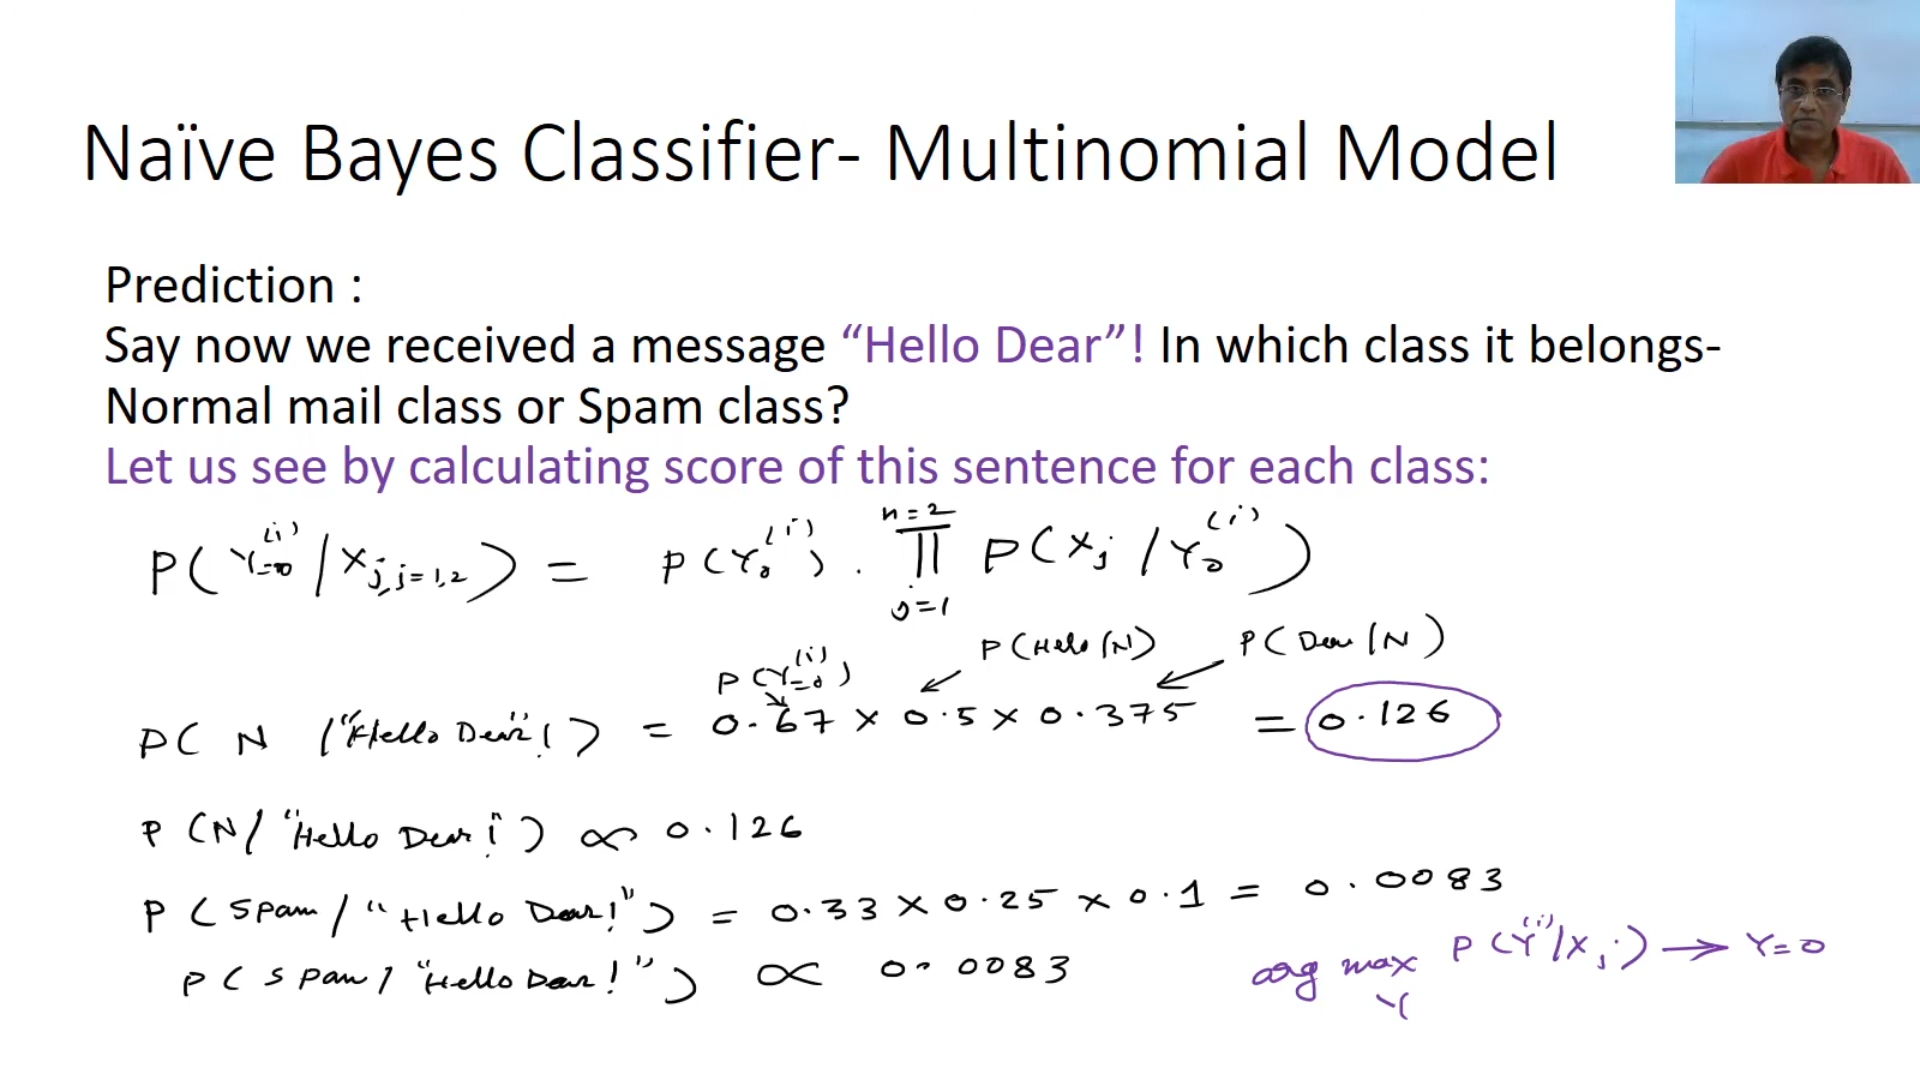 Naïve Bayes Classifier- Multinomial Model
Prediction :
Say now we received a message “Hello Dear”! In which class it belongs-
Normal mail class or Spam class?
Let us see by calculating score of this sentence for each class:
P(Y=0^(i) / Xj,j=1,2) = P(Y0^(i)) . ∏_{j=1}^{n=2} P(Xj / Y0^(i))
P(Y=0^(i)) P(Hello/N) P(Dear/N)
P( N /"Hello Dear"!) = 0.67 × 0.5 × 0.375 = 0.126
P(N/"Hello Dear!") ∝ 0.126
P(Spam/"Hello Dear!") = 0.33 × 0.25 × 0.1 = 0.0083
P(Spam/"Hello Dear!") ∝ 0.0083
arg max_Y P(Y^(i)/Xj) → Y=0